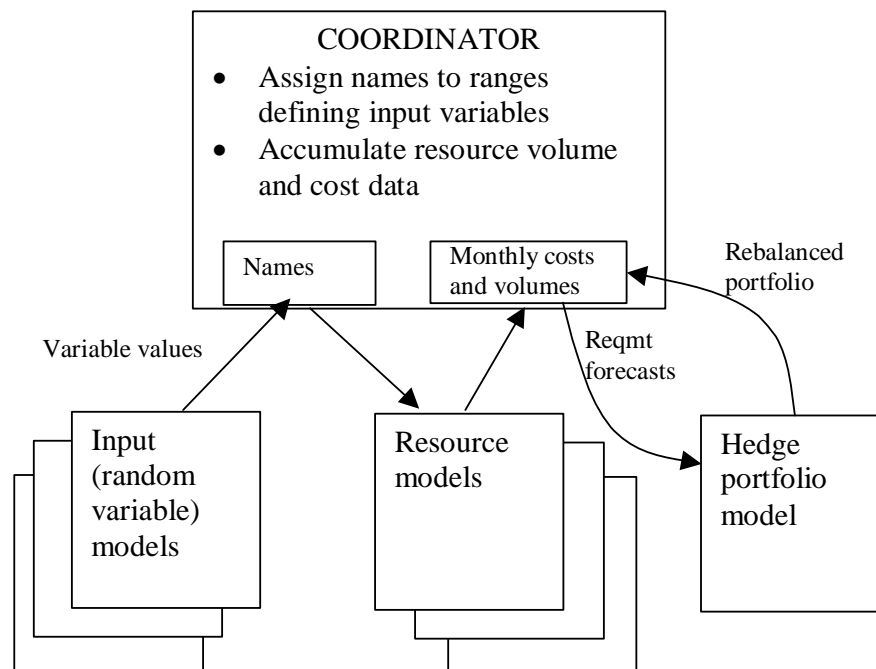 COORDINATOR
• Assign names to ranges
defining input variables
• Accumulate resource volume
and cost data
Names
Monthly costs
and volumes
Rebalanced
portfolio
Variable values
Reqmt
forecasts
Input
(random
variable)
models
Resource
models
Hedge
portfolio
model